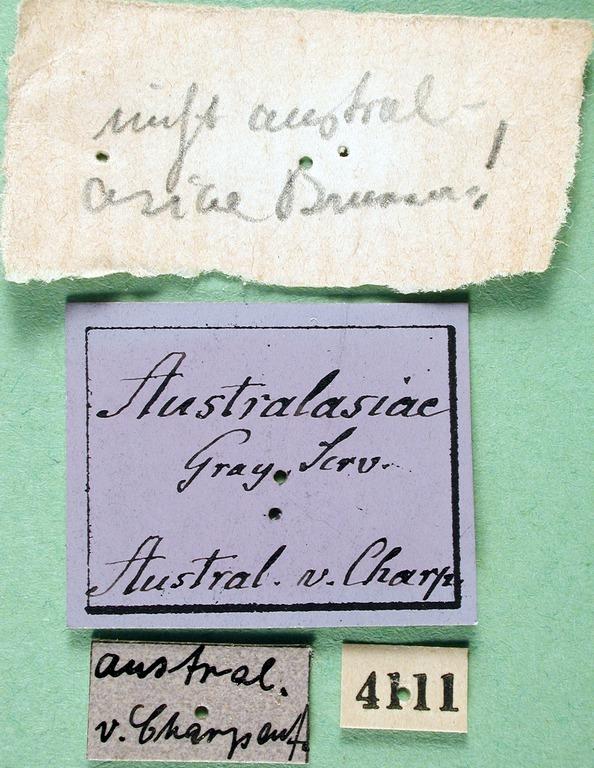 nicht austral-
asiae Brunner!
Australasiae
Gray. Serv.
Austral. v. Charp.
austral.
v. Charpent.
4111